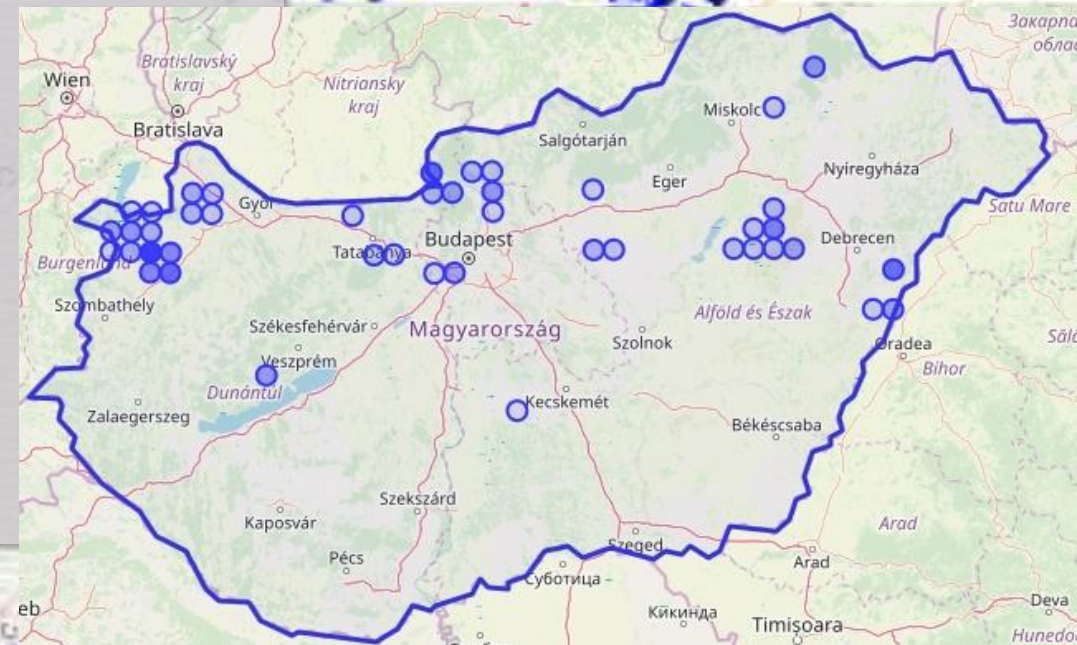 Закарпа
облас
Bratislavský
kraj
Wien
Nitriansky
kraj
Miskolc
Bratislava
Salgótarján
Nyíregyháza
Eger
Győr
Satu Mare
Debrecen
Budapest
Tatabánya
Burgenland
Szombathely
Alföld és Észak
Székesfehérvár
Magyarország
Szolnok
Oradea
Veszprém
Bihor
Dunántúl
Kecskemét
Zalaegerszeg
Békéscsaba
Szekszárd
Kaposvár
Arad
Szeged
Pécs
Arad
Суботица
eb
Кикинда
Deva
Timișoara
Hunedo